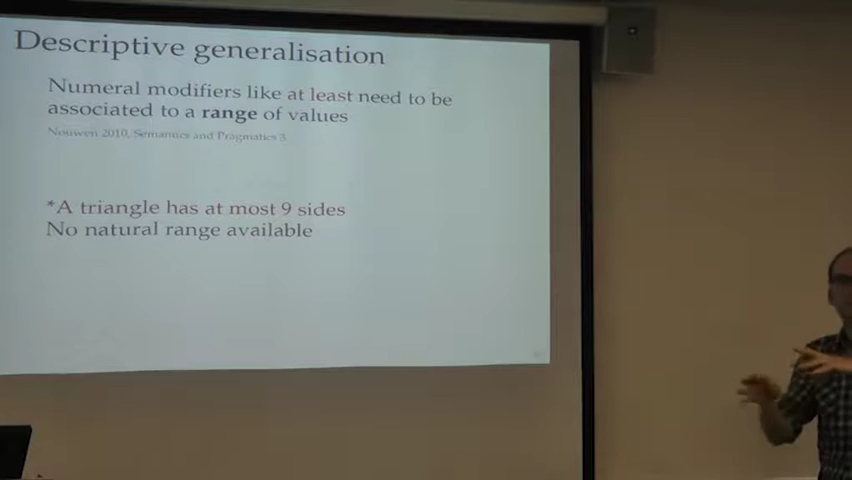 Descriptive generalisation
Numeral modifiers like at least need to be
associated to a range of values
Nouwen 2010, Semantics and Pragmatics 3.
*A triangle has at most 9 sides
No natural range available